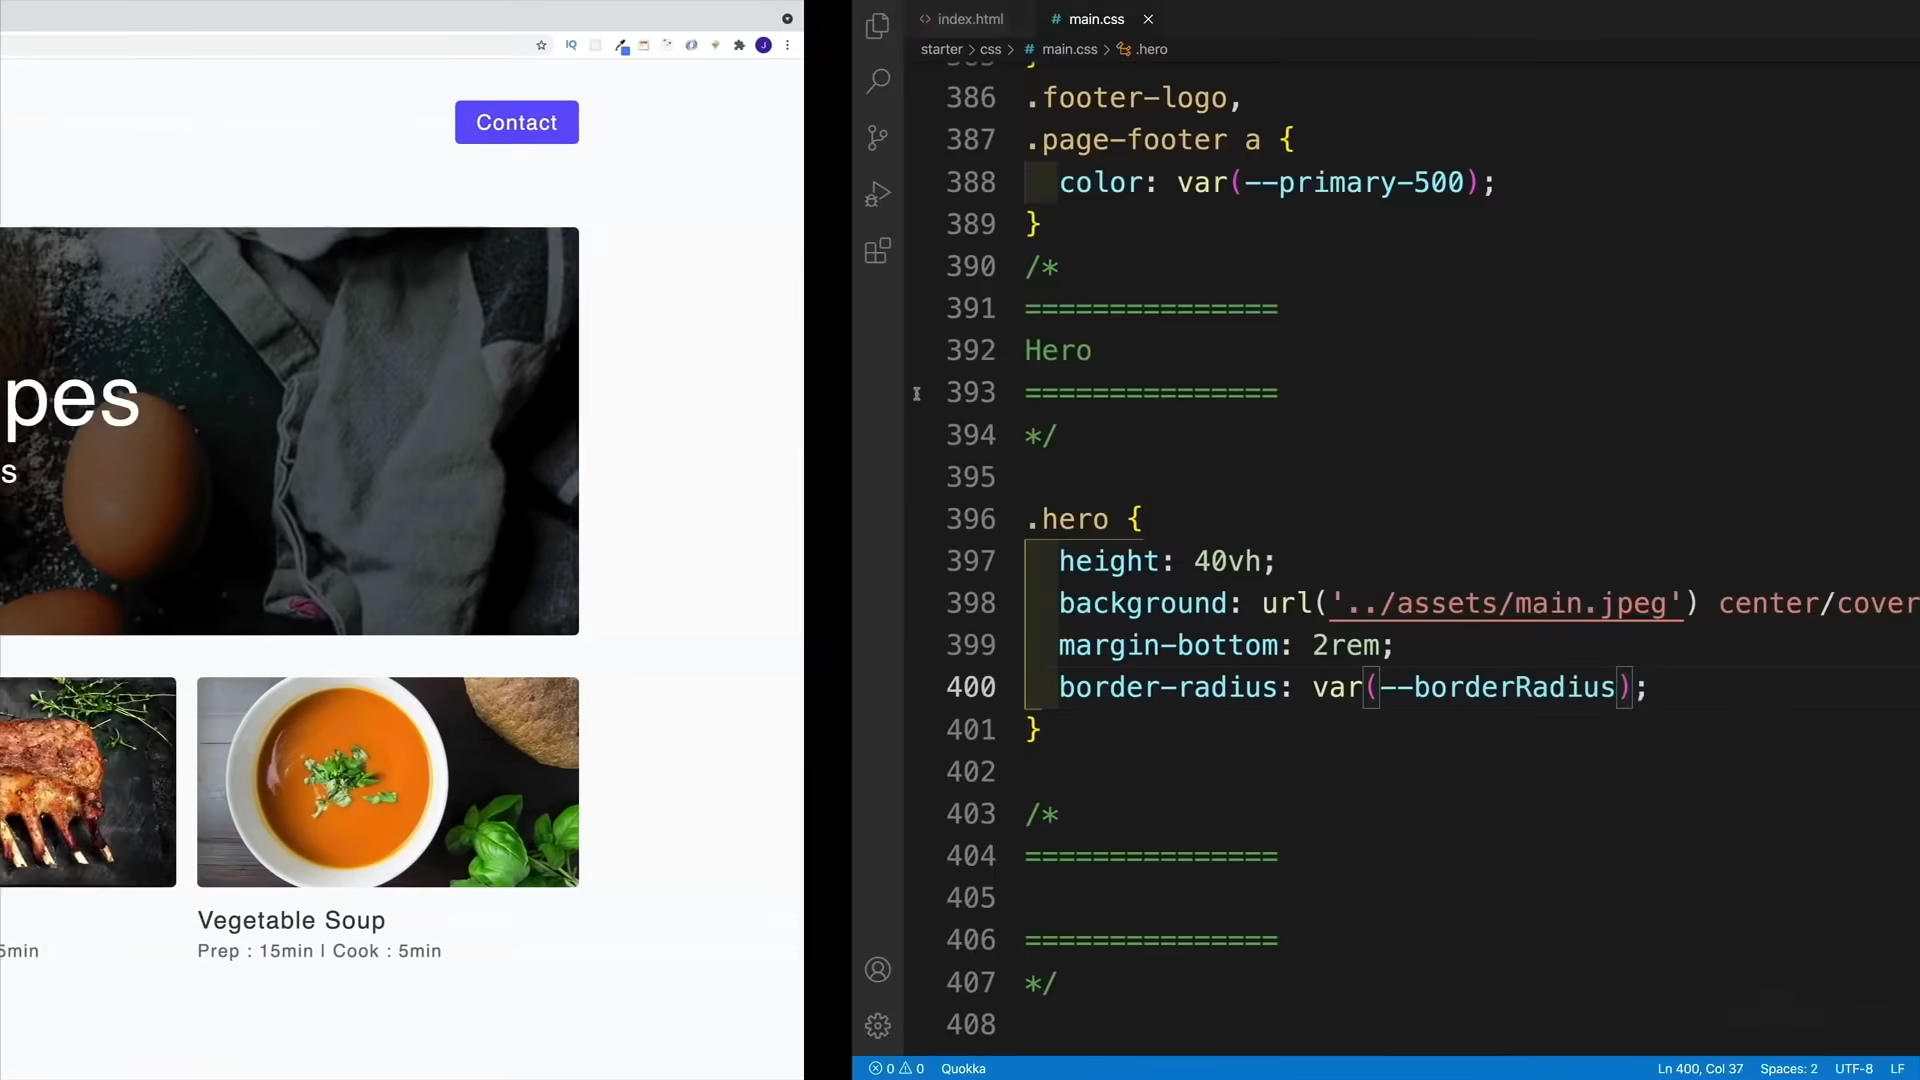 IQ
J
Contact
pes
s
5min
Vegetable Soup
Prep : 15min | Cook : 5min
index.html
# main.css
starter > css > # main.css > .hero
386 .footer-logo,
387 .page-footer a {
388 color: var(--primary-500);
389 }
390 /*
391 ===============
392 Hero
393 ===============
394 */
395
396 .hero {
397 height: 40vh;
398 background: url('../assets/main.jpeg') center/cover
399 margin-bottom: 2rem;
400 border-radius: var(--borderRadius);
401 }
402
403 /*
404 ===============
405
406 ===============
407 */
408
0 0 Quokka
Ln 400, Col 37 Spaces: 2 UTF-8 LF